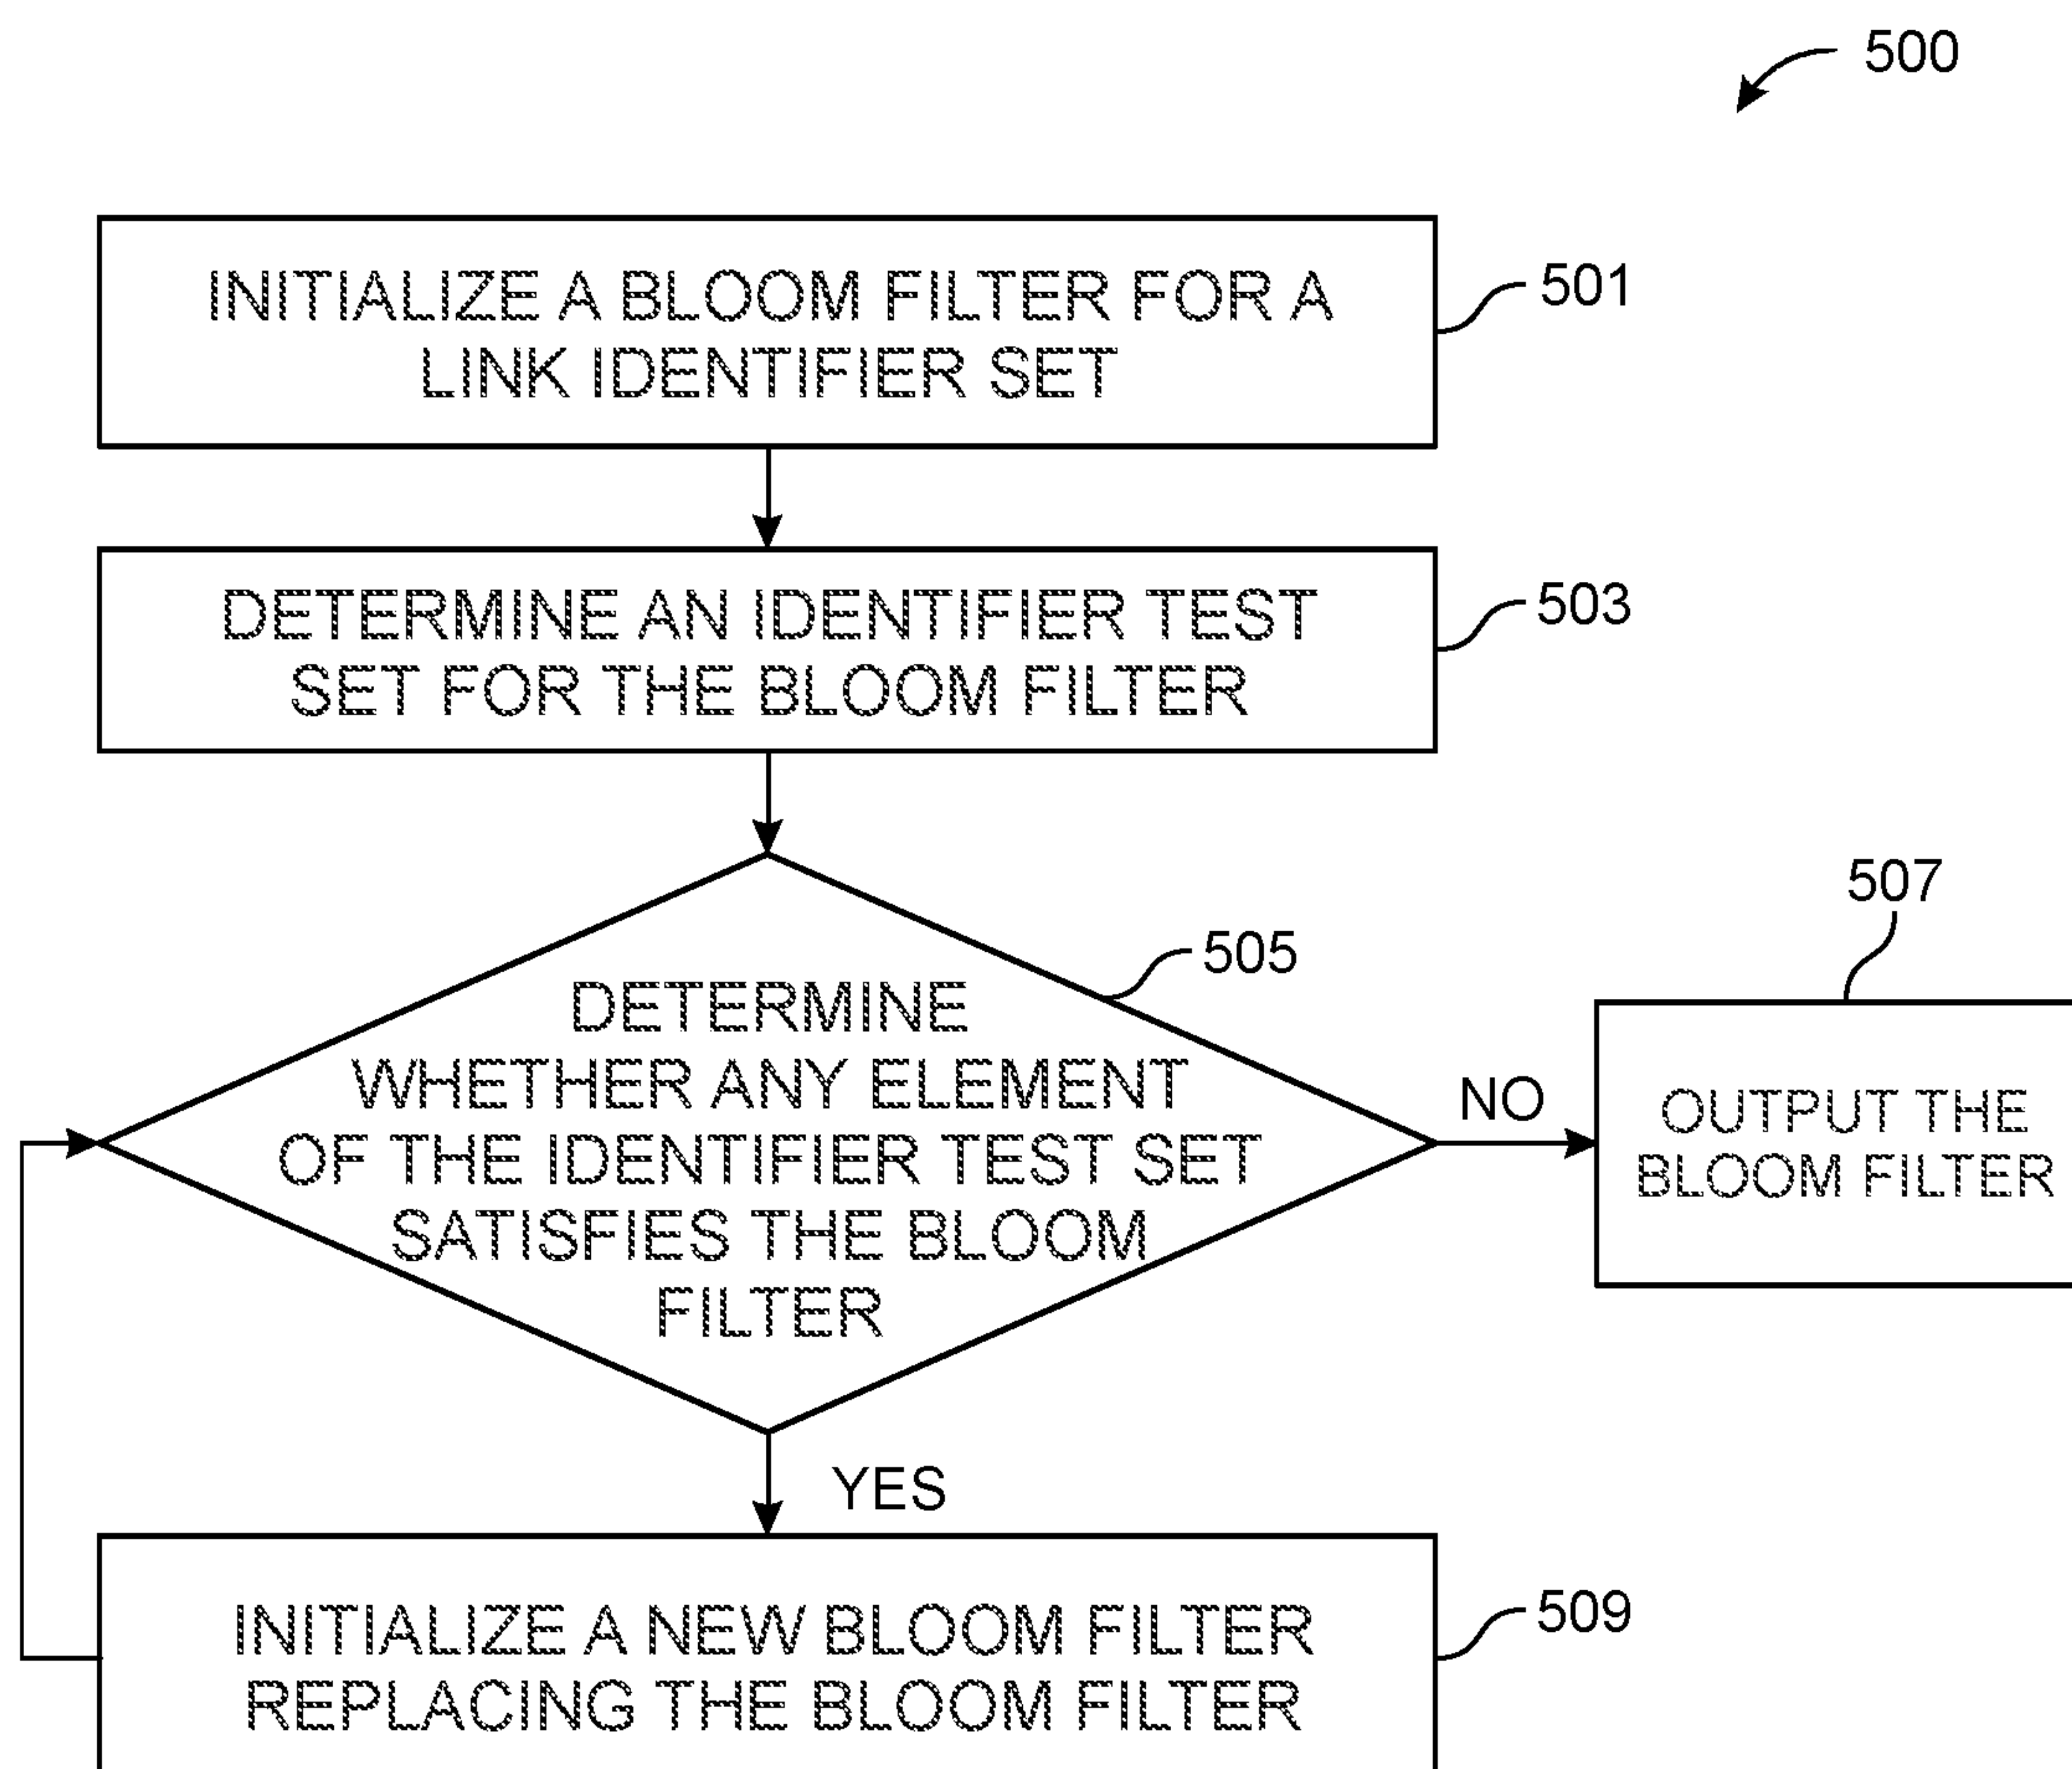 500
INITIALIZE A BLOOM FILTER FOR A
LINK IDENTIFIER SET
501
DETERMINE AN IDENTIFIER TEST
SET FOR THE BLOOM FILTER
503
DETERMINE
WHETHER ANY ELEMENT
OF THE IDENTIFIER TEST SET
SATISFIES THE BLOOM
FILTER
505
NO
507
OUTPUT THE
BLOOM FILTER
YES
INITIALIZE A NEW BLOOM FILTER
REPLACING THE BLOOM FILTER
509